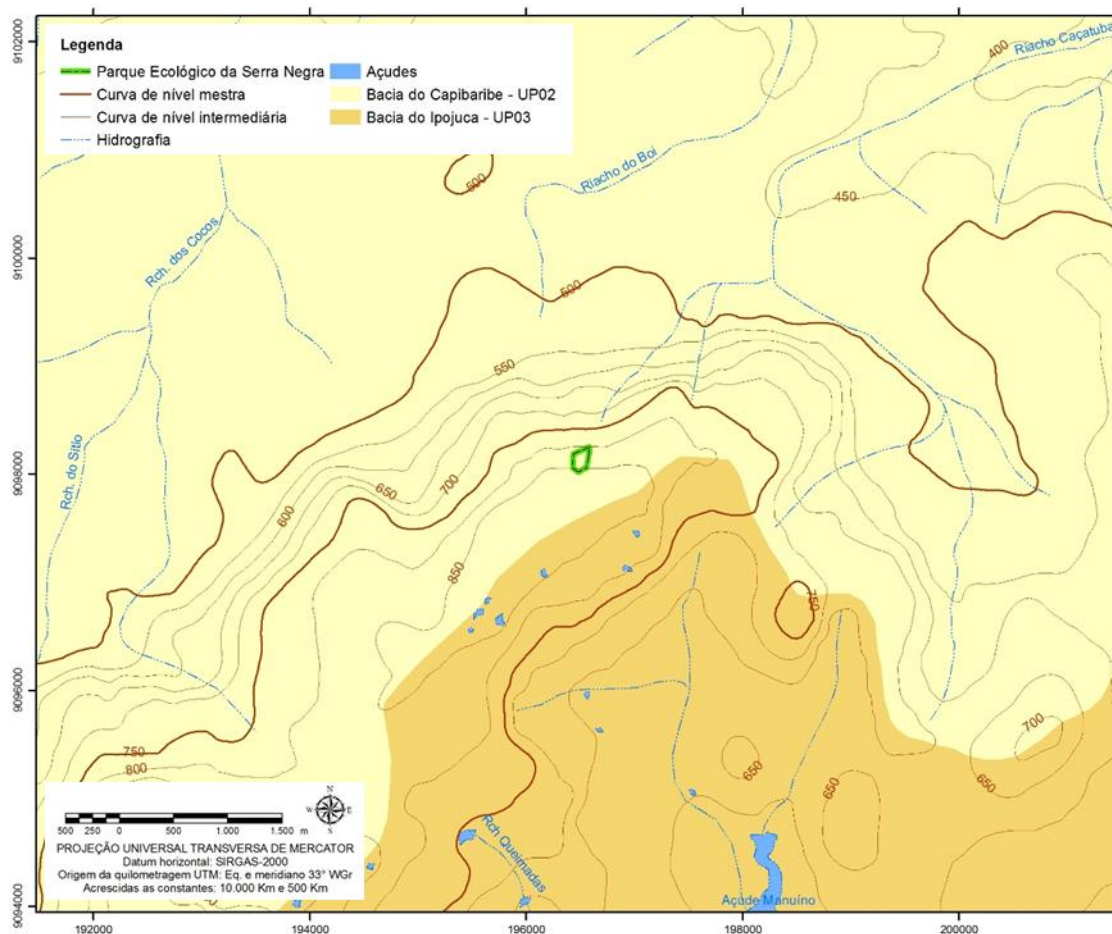 Legenda
Parque Ecológico da Serra Negra
Curva de nível mestra
Curva de nível intermediária
Hidrografia
Açudes
Bacia do Capibaribe - UP02
Bacia do Ipojuca - UP03
9102000
9100000
9098000
9096000
9094000
400
Riacho Caçatuba
Riacho do Boi
500
450
Rch. dos Cocos
500
550
Rch. do Sítio
650
700
600
850
750
700
750
800
650
650
Rch Queimadas
Açude Manuíno
500 250 0 500 1.000 1.500 m
N
W E
S
PROJEÇÃO UNIVERSAL TRANSVERSA DE MERCATOR
Datum horizontal: SIRGAS-2000
Origem da quilometragem UTM: Eq. e meridiano 33° WGr
Acrescidas as constantes: 10.000 Km e 500 Km
192000 194000 196000 198000 200000